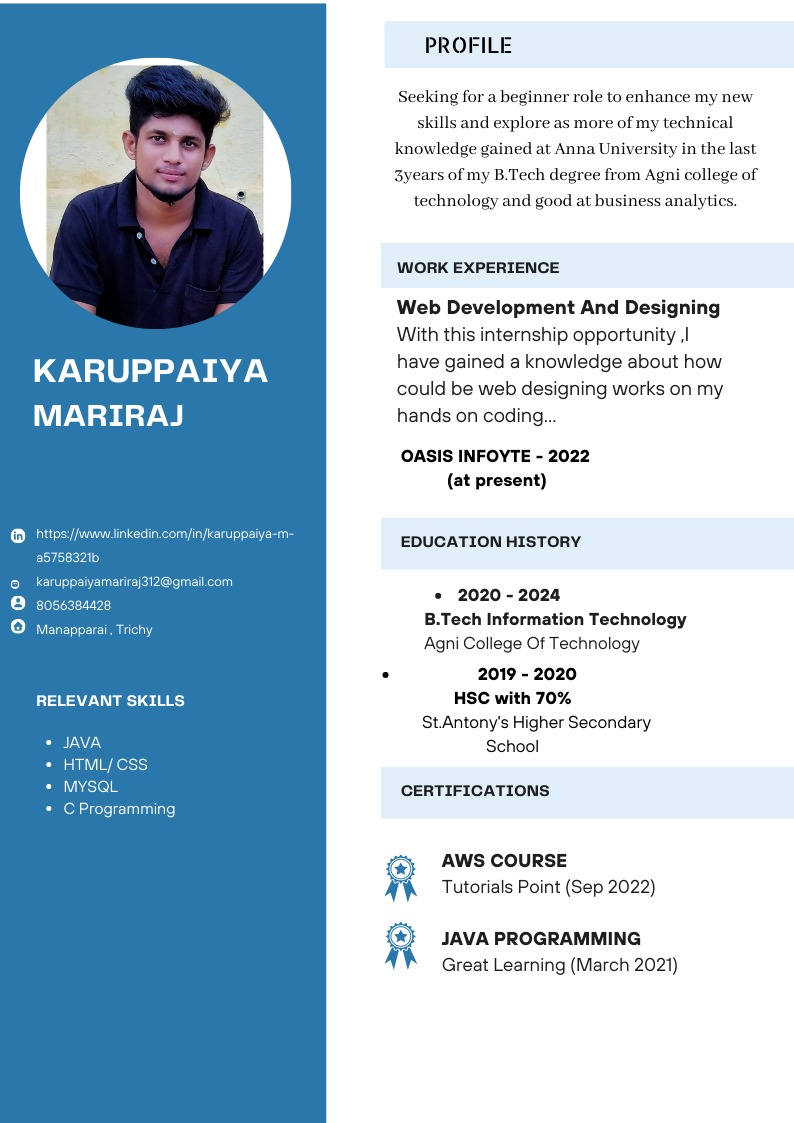 KARUPPAIYA
MARIRAJ
https://www.linkedin.com/in/karuppaiya-m-
a5758321b
karuppaiyamariraj312@gmail.com
8056384428
Manapparai , Trichy
RELEVANT SKILLS
JAVA
HTML/ CSS
MYSQL
C Programming
PROFILE
Seeking for a beginner role to enhance my new
skills and explore as more of my technical
knowledge gained at Anna University in the last
3years of my B.Tech degree from Agni college of
technology and good at business analytics.
WORK EXPERIENCE
Web Development And Designing
With this internship opportunity ,I
have gained a knowledge about how
could be web designing works on my
hands on coding...
OASIS INFOYTE - 2022
(at present)
EDUCATION HISTORY
2020 - 2024
B.Tech Information Technology
Agni College Of Technology
2019 - 2020
HSC with 70%
St.Antony's Higher Secondary
School
CERTIFICATIONS
AWS COURSE
Tutorials Point (Sep 2022)
JAVA PROGRAMMING
Great Learning (March 2021)